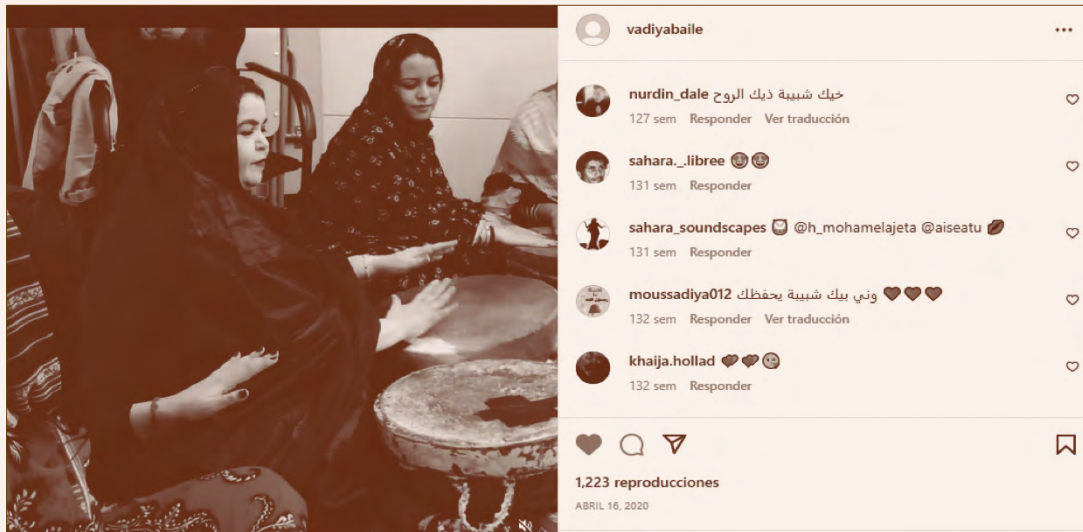 vadiyabaile
nurdin_dale خيك شبيبة ذيك الروح
127 sem Responder Ver traducción
sahara._.libree
131 sem Responder
sahara_soundscapes @h_mohamelajeta @aiseatu
131 sem Responder
moussadiya012 وني بيك شبيبة يحفظك
132 sem Responder Ver traducción
khaija.hollad
132 sem Responder
1,223 reproducciones
ABRIL 16, 2020